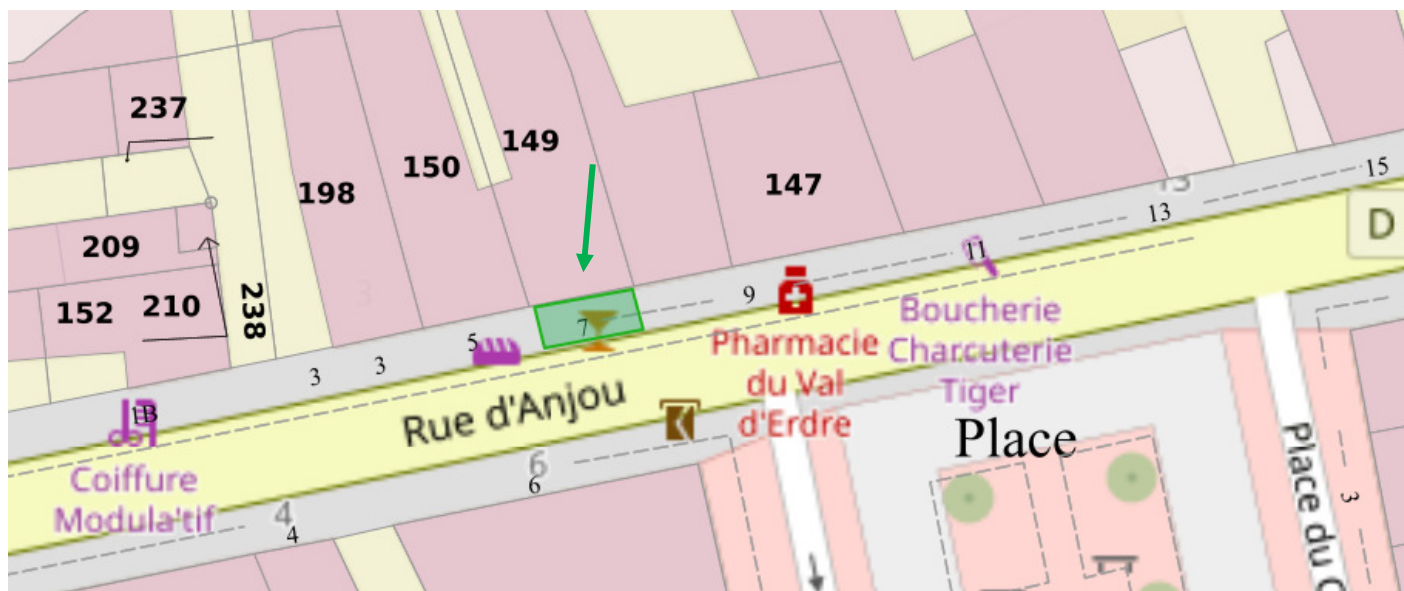 237
149
150
147
198
15
13
13
209
11
D
238
3
9
152
210
7
Boucherie
Charcuterie
Tiger
5
Pharmacie
du Val
d'Erdre
3
3
Rue d'Anjou
1B
Place
Coiffure
Modula'tif
6
6
4
4
Place du C
3